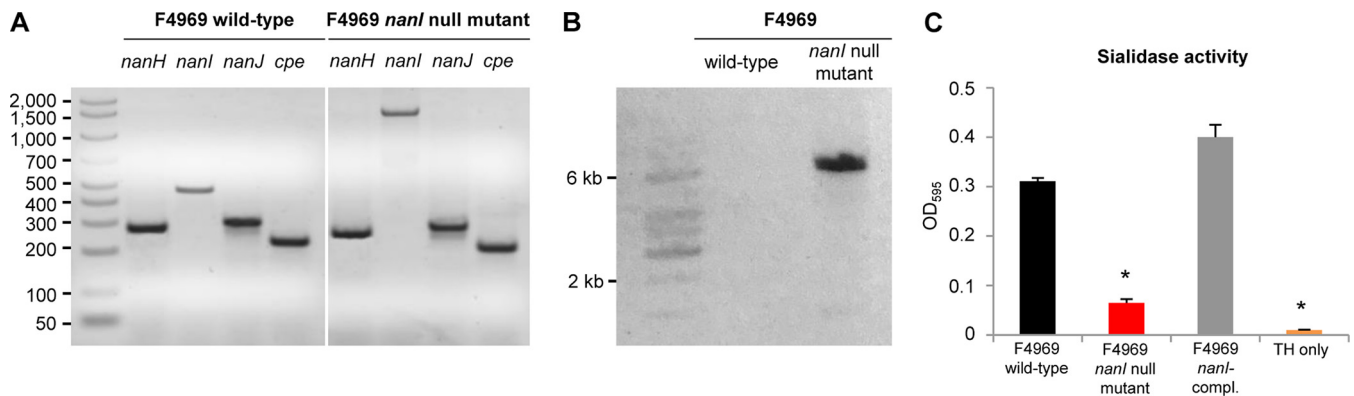 A
F4969 wild-type
F4969 nanI null mutant
nanH nanI nanJ cpe nanH nanI nanJ cpe
2,000
1,500
1,000
700
500
400
300
200
100
50
B
F4969
wild-type
nanI null
mutant
6 kb
2 kb
C
Sialidase activity
OD595
0.5
0.4
0.3
0.2
0.1
0
*
*
F4969
wild-type
F4969
nanI null
mutant
F4969
nanI-
compl.
TH only